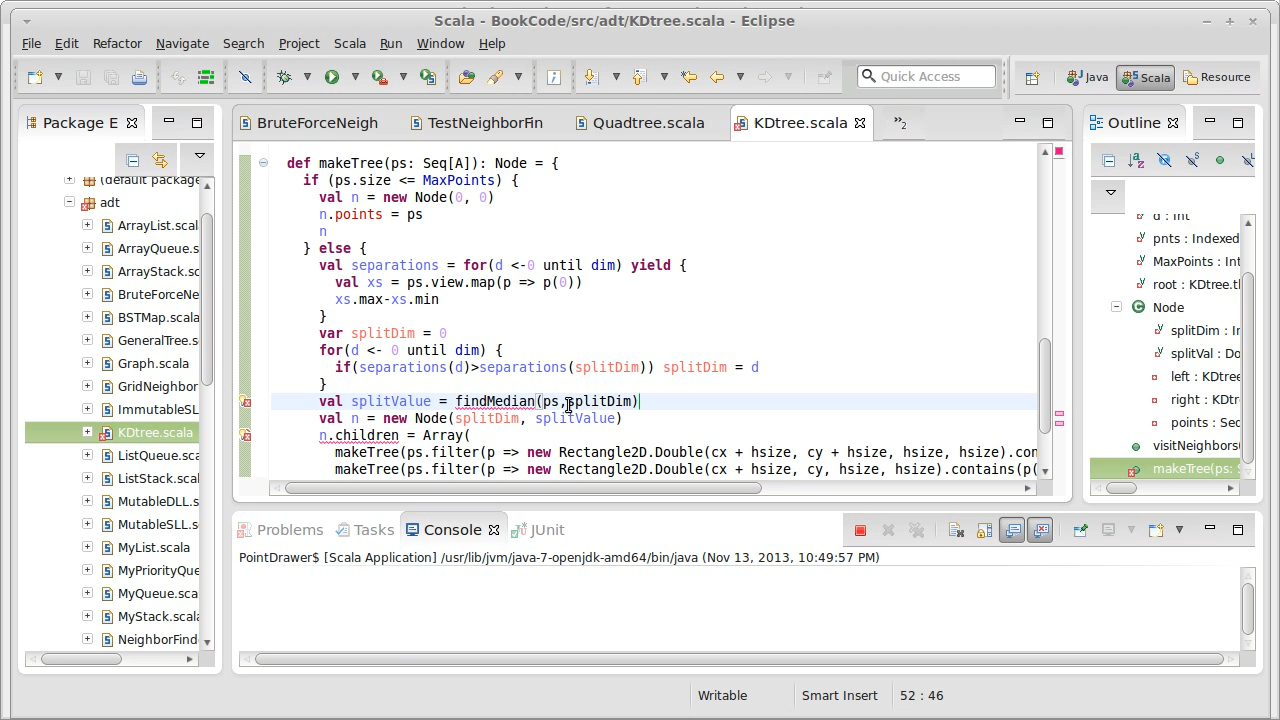 Scala - BookCode/src/adt/KDtree.scala - Eclipse
File Edit Refactor Navigate Search Project Scala Run Window Help
Quick Access Java Scala Resource
Package E BruteForceNeigh TestNeighborFin Quadtree.scala KDtree.scala »2 Outline
(default package
adt
ArrayList.scal
ArrayQueue.s
ArrayStack.sc
BruteForceNe
BSTMap.scala
GeneralTree.s
Graph.scala
GridNeighbor
ImmutableSL
KDTree.scala
ListQueue.sc
ListStack.scal
MutableDLL.s
MutableSLL.s
MyList.scala
MyPriorityQue
MyQueue.sca
MyStack.scala
NeighborFind
def makeTree(ps: Seq[A]): Node = {
if (ps.size <= MaxPoints) {
val n = new Node(0, 0)
n.points = ps
n
} else {
val separations = for(d <-0 until dim) yield {
val xs = ps.view.map(p => p(0))
xs.max-xs.min
}
var splitDim = 0
for(d <- 0 until dim) {
if(separations(d)>separations(splitDim)) splitDim = d
}
val splitValue = findMedian(ps,splitDim)
val n = new Node(splitDim, splitValue)
n.children = Array(
makeTree(ps.filter(p => new Rectangle2D.Double(cx + hsize, cy + hsize, hsize, hsize).con
makeTree(ps.filter(p => new Rectangle2D.Double(cx + hsize, cy, hsize, hsize).contains(p(
d : Int
pnts : Indexed
MaxPoints : Int
root : KDTree.t
Node
splitDim : Ir
splitVal : Do
left : KDTree
right : KDtre
points : Seq
visitNeighbors
makeTree(ps: S
Problems Tasks Console JUnit
PointDrawer$ [Scala Application] /usr/lib/jvm/java-7-openjdk-amd64/bin/java (Nov 13, 2013, 10:49:57 PM)
Writable Smart Insert 52 : 46